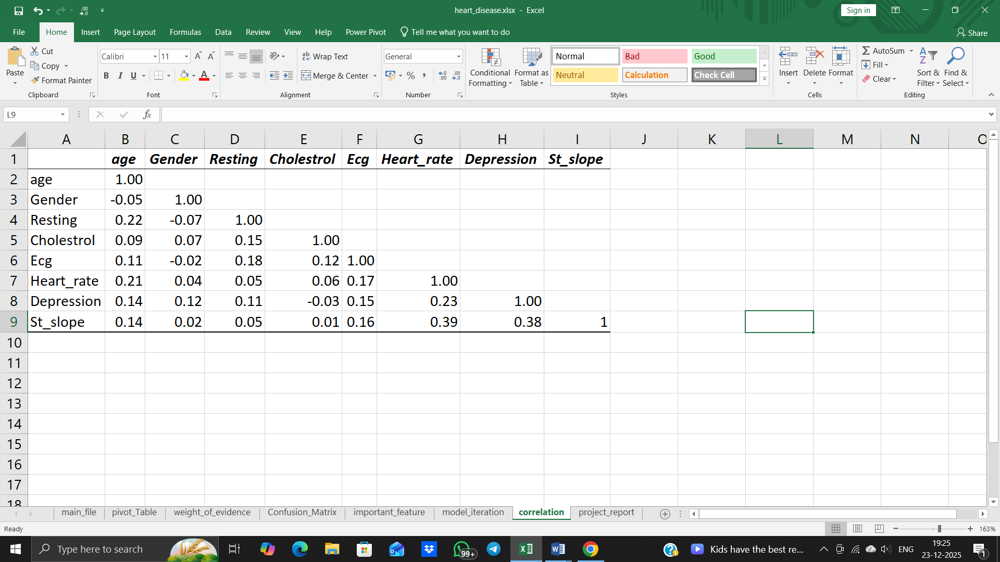 heart_disease.xlsx - Excel
Sign in
File Home Insert Page Layout Formulas Data Review View Help Power Pivot Tell me what you want to do Share
Paste Cut Copy Format Painter Clipboard
Calibri 11 B I U A Font
Wrap Text Merge & Center Alignment
General % Number
Conditional Formatting Format as Table
Normal Bad Good
Neutral Calculation Check Cell
Styles
Insert Delete Format Cells
AutoSum Fill Clear Sort & Filter Find & Select Editing
L9 fx
A B C D E F G H I J K L M N O
1 age Gender Resting Cholestrol Ecg Heart_rate Depression St_slope
2 age 1.00
3 Gender -0.05 1.00
4 Resting 0.22 -0.07 1.00
5 Cholestrol 0.09 0.07 0.15 1.00
6 Ecg 0.11 -0.02 0.18 0.12 1.00
7 Heart_rate 0.21 0.04 0.05 0.06 0.17 1.00
8 Depression 0.14 0.12 0.11 -0.03 0.15 0.23 1.00
9 St_slope 0.14 0.02 0.05 0.01 0.16 0.39 0.38 1
10
11
12
13
14
15
16
17
18
main_file pivot_Table weight_of_evidence Confusion_Matrix important_feature model_iteration correlation project_report
Ready 163%
Type here to search 99+ Kids have the best re... ENG 19:25
23-12-2025 1